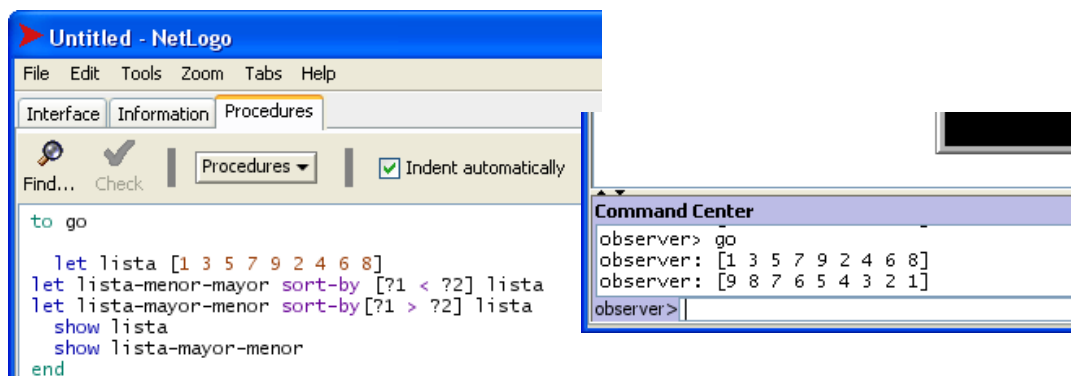 Untitled - NetLogo
File Edit Tools Zoom Tabs Help
Interface Information Procedures
Find... Check Procedures Indent automatically
to go
let lista [1 3 5 7 9 2 4 6 8]
let lista-menor-mayor sort-by [?1 < ?2] lista
let lista-mayor-menor sort-by[?1 > ?2] lista
show lista
show lista-mayor-menor
end
Command Center
observer> go
observer: [1 3 5 7 9 2 4 6 8]
observer: [9 8 7 6 5 4 3 2 1]
observer>